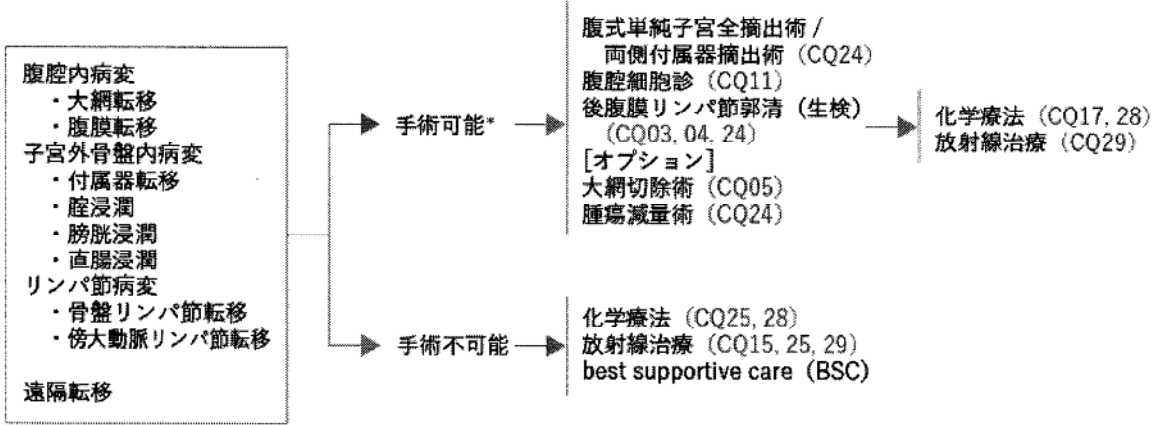 腹腔内病変
・大網転移
・腹膜転移
子宮外骨盤内病変
・付属器転移
・腟浸潤
・膀胱浸潤
・直腸浸潤
リンパ節病変
・骨盤リンパ節転移
・傍大動脈リンパ節転移
遠隔転移
手術可能*
腹式単純子宮全摘出術 /
両側付属器摘出術（CQ24）
腹腔細胞診（CQ11）
後腹膜リンパ節郭清（生検）
（CQ03, 04, 24）
[オプション]
大網切除術（CQ05）
腫瘍減量術（CQ24）
化学療法（CQ17, 28）
放射線治療（CQ29）
手術不可能
化学療法（CQ25, 28）
放射線治療（CQ15, 25, 29）
best supportive care（BSC）